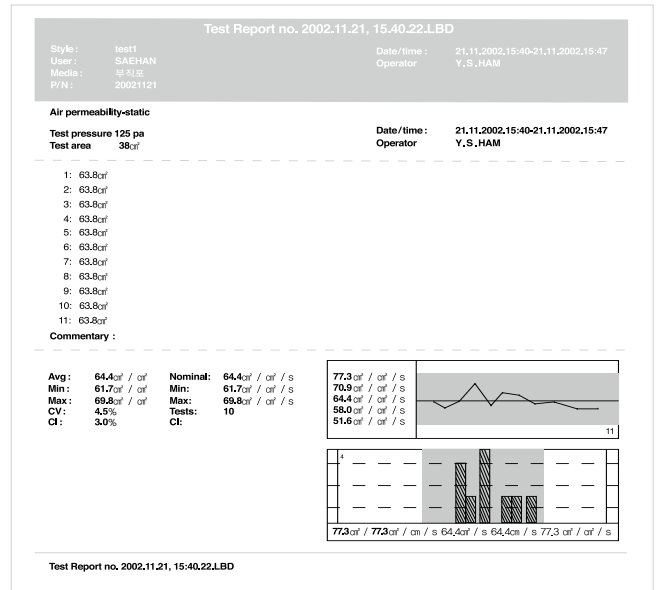 Test Report no. 2002.11.21, 15.40.22.LBD
Style : test1 Date/time : 21.11.2002.15:40-21.11.2002.15:47
User : SAEHAN Operator Y.S.HAM
Media : 부직포
P/N : 20021121
Air permeability-static
Test pressure 125 pa Date/time : 21.11.2002.15:40-21.11.2002.15:47
Test area 38㎠ Operator Y.S.HAM
1: 63.8㎠
2: 63.8㎠
3: 63.8㎠
4: 63.8㎠
5: 63.8㎠
6: 63.8㎠
7: 63.8㎠
8: 63.8㎠
9: 63.8㎠
10: 63.8㎠
11: 63.8㎠
Commentary :
Avg : 64.4㎠ / ㎠ Nominal: 64.4㎠ / ㎠ / s
Min : 61.7㎠ / ㎠ Min: 61.7㎠ / ㎠ / s
Max : 69.8㎠ / ㎠ Max: 69.8㎠ / ㎠ / s
CV: 4.5% Tests: 10
CI: 3.0% CI:
77.3㎠ / ㎠ / s
70.9㎠ / ㎠ / s
64.4㎠ / ㎠ / s
58.0㎠ / ㎠ / s
51.6㎠ / ㎠ / s
11
4
77.3㎠ / 77.3㎠ / cm / s 64.4㎠ / s 64.4cm / s 77.3 ㎠ / ㎠ / s
Test Report no. 2002.11.21, 15:40.22.LBD